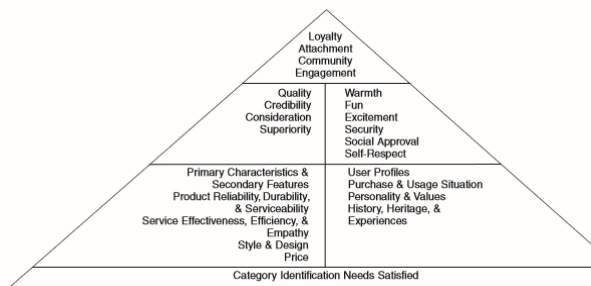 Loyalty
Attachment
Community
Engagement
Quality
Credibility
Consideration
Superiority
Warmth
Fun
Excitement
Security
Social Approval
Self-Respect
Primary Characteristics &
Secondary Features
Product Reliability, Durability,
& Serviceability
Service Effectiveness, Efficiency, &
Empathy
Style & Design
Price
User Profiles
Purchase & Usage Situation
Personality & Values
History, Heritage, &
Experiences
Category Identification Needs Satisfied